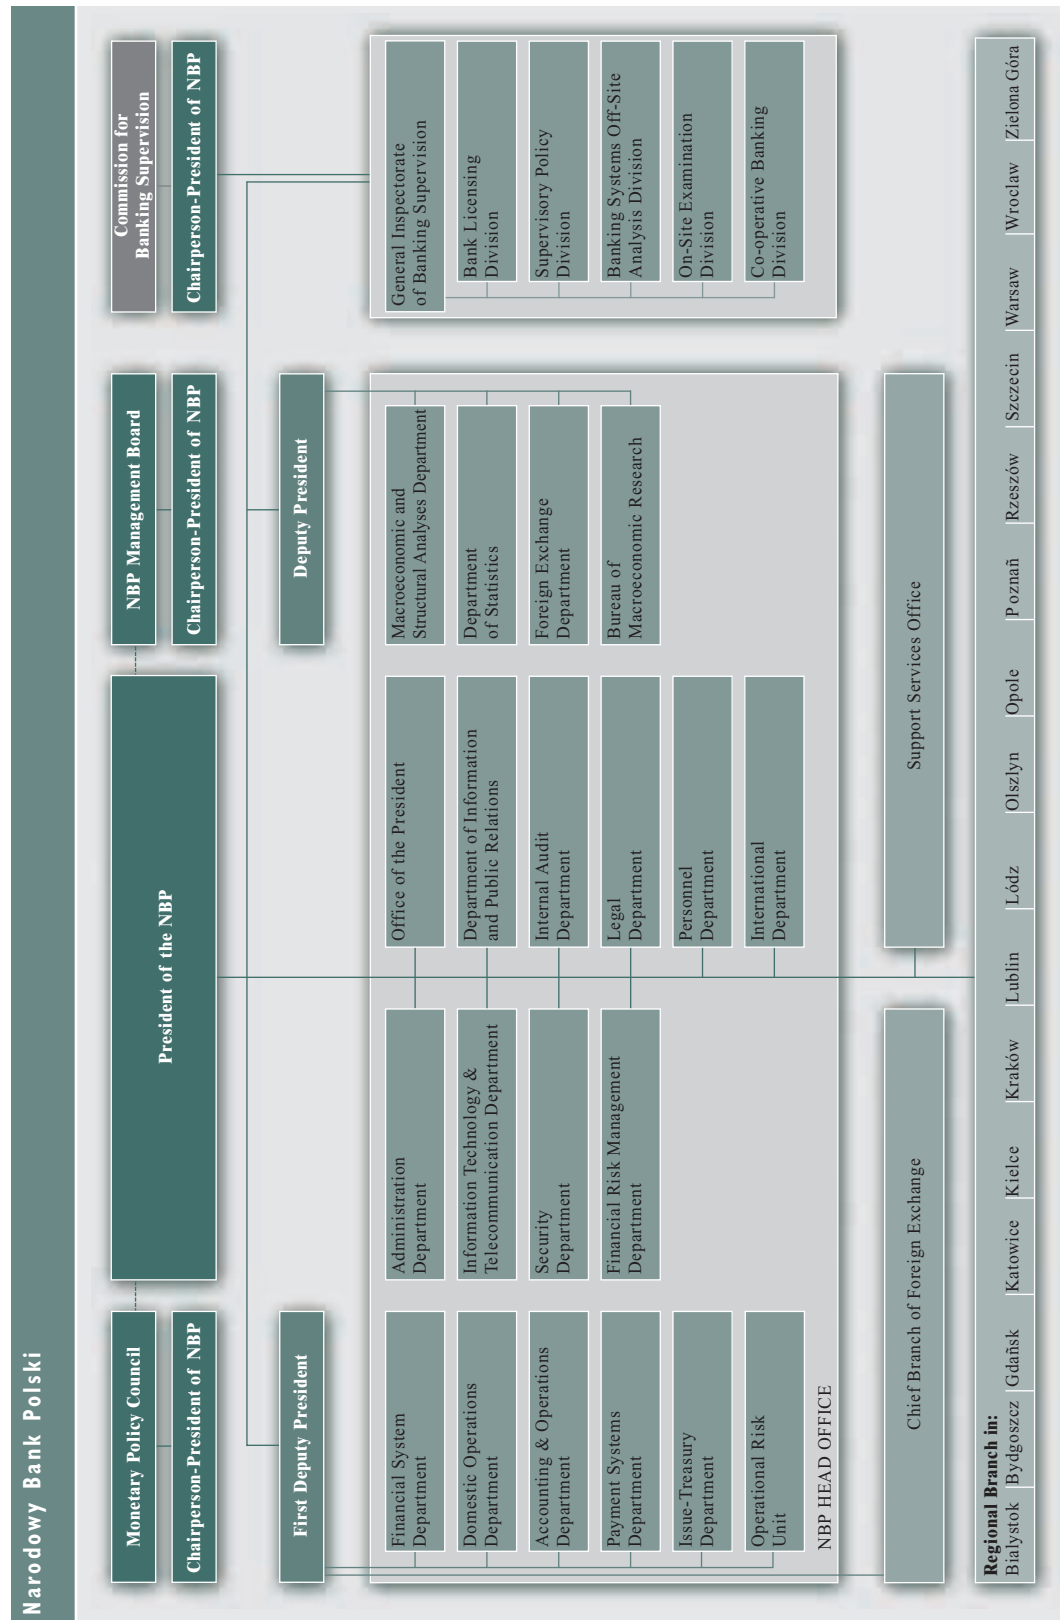 Narodowy Bank Polski
Monetary Policy Council
Chairperson-President of NBP
President of the NBP
NBP Management Board
Chairperson-President of NBP
Commission for
Banking Supervision
Chairperson-President of NBP
First Deputy President
Deputy President
Financial System
Department
Domestic Operations
Department
Accounting & Operations
Department
Payment Systems
Department
Issue-Treasury
Department
Operational Risk
Unit
Administration
Department
Information Technology &
Telecommunication Department
Security
Department
Financial Risk Management
Department
Office of the President
Department of Information
and Public Relations
Internal Audit
Department
Legal
Department
Personnel
Department
International
Department
Macroeconomic and
Structural Analyses Department
Department
of Statistics
Foreign Exchange
Department
Bureau of
Macroeconomic Research
General Inspectorate
of Banking Supervision
Bank Licensing
Division
Supervisory Policy
Division
Banking Systems Off-Site
Analysis Division
On-Site Examination
Division
Co-operative Banking
Division
NBP HEAD OFFICE
Chief Branch of Foreign Exchange
Support Services Office
Regional Branch in:
Bialystok
Bydgoszcz
Gdañsk
Katowice
Kielce
Kraków
Lublin
Lódz
Olszlyn
Opole
Poznañ
Rzeszów
Szczecin
Warsaw
Wroclaw
Zielona Góra